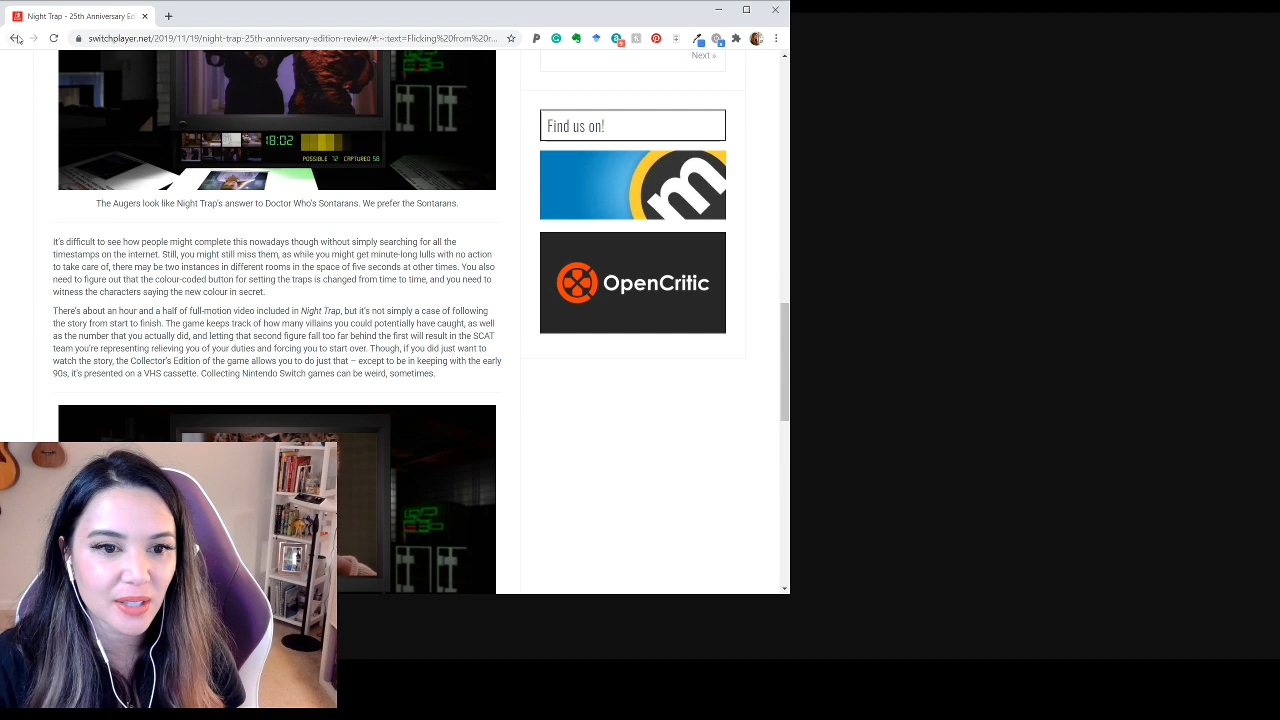 Night Trap - 25th Anniversary Ed
switchplayer.net/2019/11/19/night-trap-25th-anniversary-edition-review/#:~:text=Flicking%20from%20r...
18:02
POSSIBLE 72 CAPTURED 58
The Augers look like Night Trap's answer to Doctor Who's Sontarans. We prefer the Sontarans.
It's difficult to see how people might complete this nowadays though without simply searching for all the
timestamps on the internet. Still, you might still miss them, as while you might get minute-long lulls with no action
to take care of, there may be two instances in different rooms in the space of five seconds at other times. You also
need to figure out that the colour-coded button for setting the traps is changed from time to time, and you need to
witness the characters saying the new colour in secret.
There's about an hour and a half of full-motion video included in Night Trap, but it's not simply a case of following
the story from start to finish. The game keeps track of how many villains you could potentially have caught, as well
as the number that you actually did, and letting that second figure fall too far behind the first will result in the SCAT
team you're representing relieving you of your duties and forcing you to start over. Though, if you did just want to
watch the story, the Collector's Edition of the game allows you to do just that – except to be in keeping with the early
90s, it's presented on a VHS cassette. Collecting Nintendo Switch games can be weird, sometimes.
Next »
Find us on!
m
OpenCritic